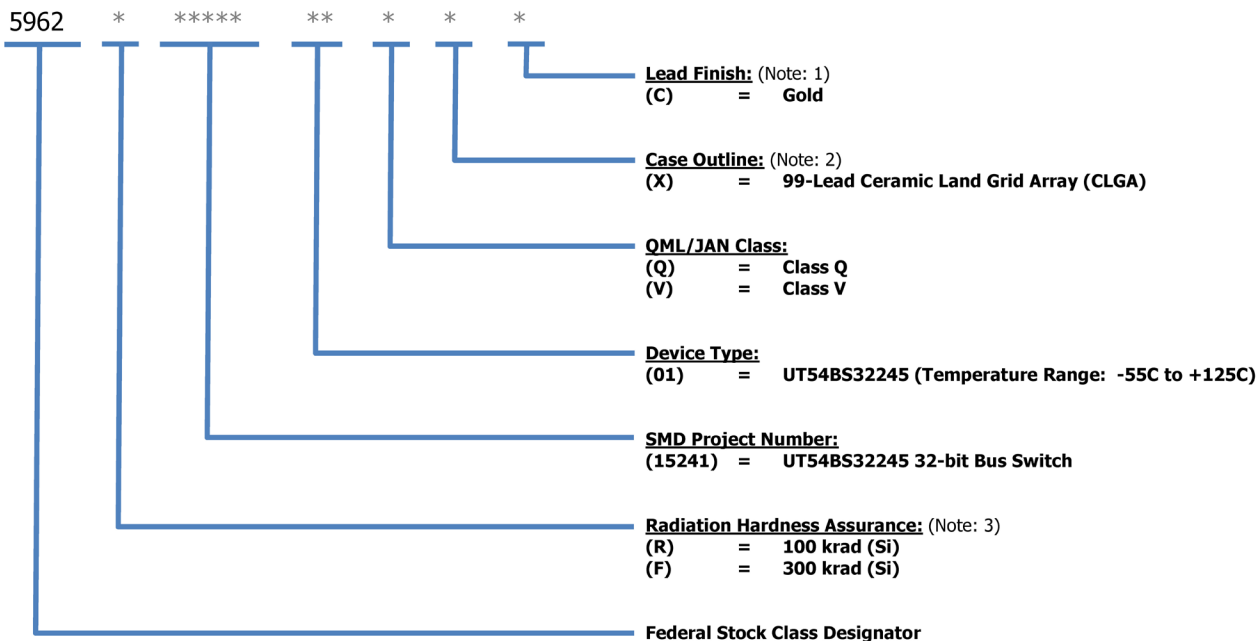 5962 * ***** ** * * *
Lead Finish: (Note: 1)
(C) = Gold
Case Outline: (Note: 2)
(X) = 99-Lead Ceramic Land Grid Array (CLGA)
QML/JAN Class:
(Q) = Class Q
(V) = Class V
Device Type:
(01) = UT54BS32245 (Temperature Range: -55C to +125C)
SMD Project Number:
(15241) = UT54BS32245 32-bit Bus Switch
Radiation Hardness Assurance: (Note: 3)
(R) = 100 krad (Si)
(F) = 300 krad (Si)
Federal Stock Class Designator